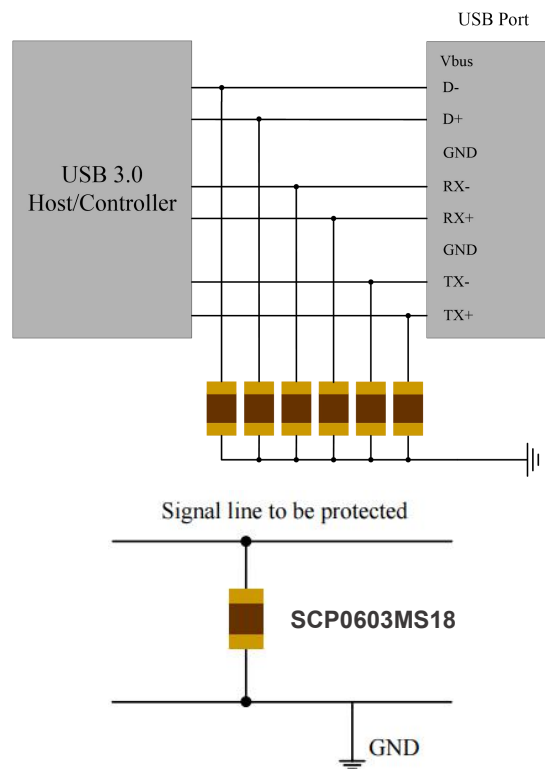 USB Port
USB 3.0
Host/Controller
Vbus
D-
D+
GND
RX-
RX+
GND
TX-
TX+
Signal line to be protected
SCP0603MS18
GND